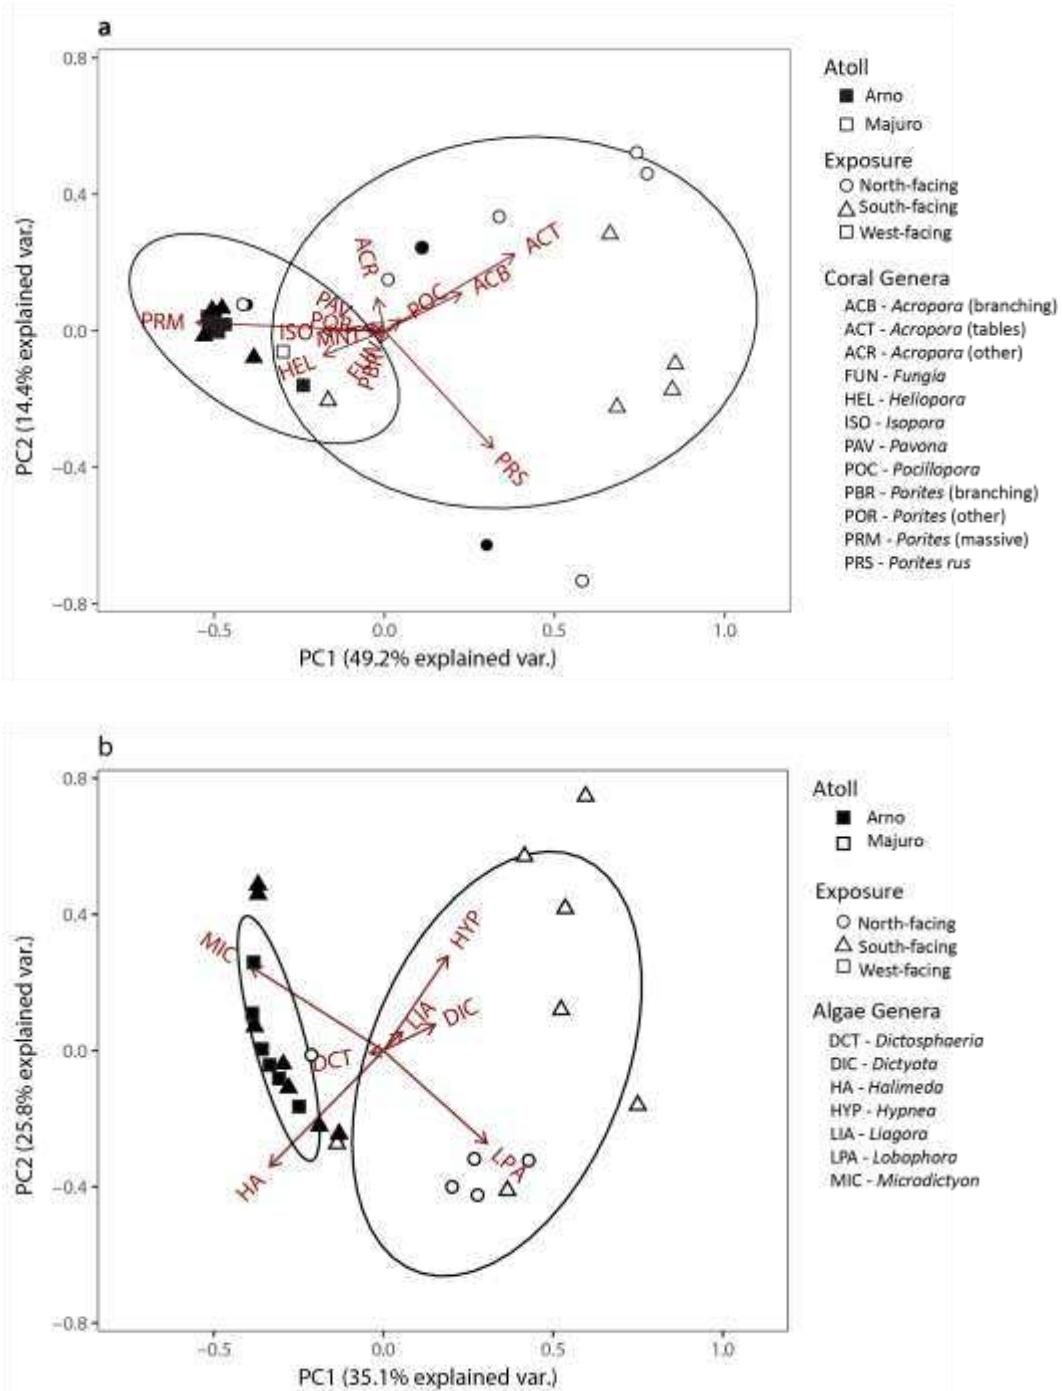 a
0.8
0.4
0.0
−0.4
−0.8
PC2 (14.4% explained var.)
−0.5
0.0
0.5
1.0
PC1 (49.2% explained var.)
ACR
ACT
ACB
POC
PAV
POR
PRM
ISO
MNT
HEL
FUN
PBR
PRS
Atoll
Arno
Majuro
Exposure
North-facing
South-facing
West-facing
Coral Genera
ACB - Acropora (branching)
ACT - Acropora (tables)
ACR - Acropora (other)
FUN - Fungia
HEL - Heliopora
ISO - Isopora
PAV - Pavona
POC - Pocillopora
PBR - Porites (branching)
POR - Porites (other)
PRM - Porites (massive)
PRS - Porites rus
b
0.8
0.4
0.0
−0.4
−0.8
PC2 (25.8% explained var.)
−0.5
0.0
0.5
1.0
PC1 (35.1% explained var.)
MIC
HYP
LIA
DIC
DCT
HA
LPA
Atoll
Arno
Majuro
Exposure
North-facing
South-facing
West-facing
Algae Genera
DCT - Dictosphaeria
DIC - Dictyota
HA - Halimeda
HYP - Hypnea
LIA - Liagora
LPA - Lobophora
MIC - Microdictyon